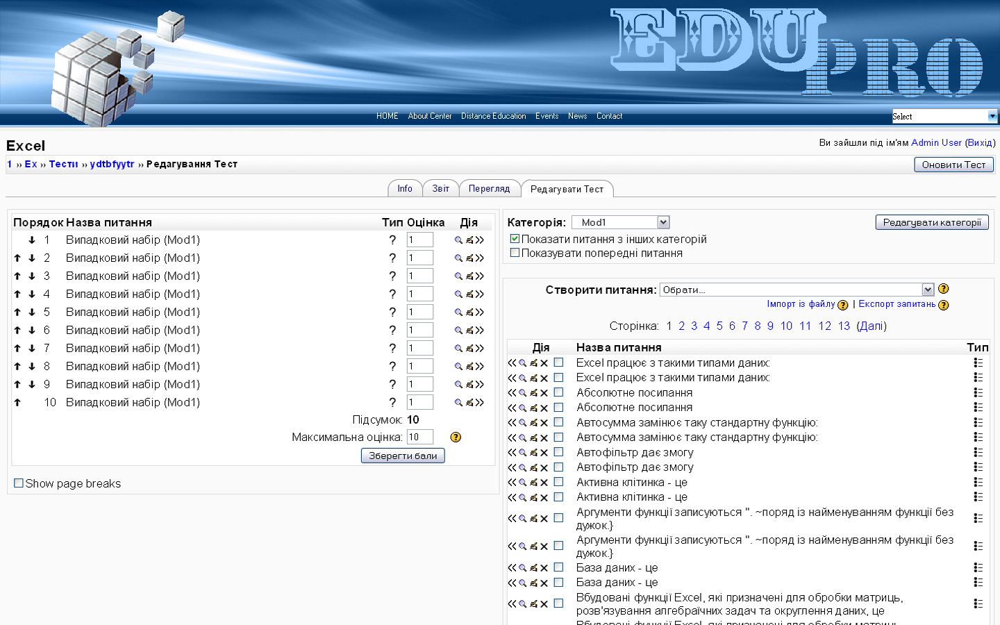 EDU
PRO
HOME About Center Distance Education Events News Contact
Select
Excel
Ви зайшли під ім'ям Admin User (Вихід)
1 ›› Ex ›› Тести ›› ydtbfyytr ›› Редагування Тест
Оновити Тест
Info Звіт Перегляд Редагувати Тест
Порядок Назва питання Тип Оцінка Дія
1 Випадковий набір (Mod1) ? 1
2 Випадковий набір (Mod1) ? 1
3 Випадковий набір (Mod1) ? 1
4 Випадковий набір (Mod1) ? 1
5 Випадковий набір (Mod1) ? 1
6 Випадковий набір (Mod1) ? 1
7 Випадковий набір (Mod1) ? 1
8 Випадковий набір (Mod1) ? 1
9 Випадковий набір (Mod1) ? 1
10 Випадковий набір (Mod1) ? 1
Підсумок: 10
Максимальна оцінка: 10
Зберегти бали
Show page breaks
Категорія: Mod1
Редагувати категорії
Показати питання з інших категорій
Показувати попередні питання
Створити питання: Обрати...
Імпорт із файлу | Експорт запитань
Сторінка: 1 2 3 4 5 6 7 8 9 10 11 12 13 (Далі)
Дія Назва питання Тип
Excel працює з такими типами даних:
Excel працює з такими типами даних:
Абсолютне посилання
Абсолютне посилання
Автосумма замінює таку стандартну функцію:
Автосумма замінює таку стандартну функцію:
Автофільтр дає змогу
Автофільтр дає змогу
Активна клітинка - це
Активна клітинка - це
Аргументи функції записуються ". ~поряд із найменуванням функції без
дужок.}
Аргументи функції записуються ". ~поряд із найменуванням функції без
дужок.}
База даних - це
База даних - це
Вбудовані функції Excel, які призначені для обробки матриць,
розв'язування алгебраїчних задач та округлення даних, це
Вбудовані функції Excel, які призначені для обробки матриць,